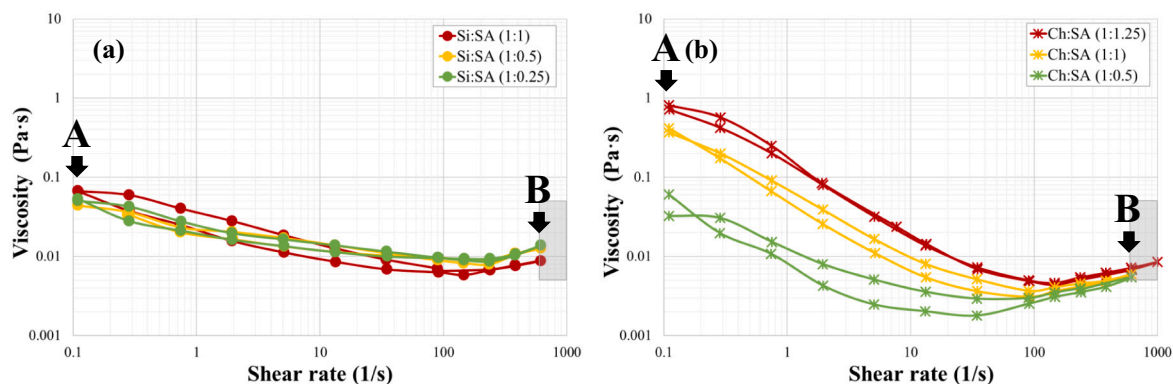 (a)
Si:SA (1:1)
Si:SA (1:0.5)
Si:SA (1:0.25)
A
B
10
1
0.1
0.01
0.001
Viscosity (Pa·s)
0.1
1
10
100
1000
Shear rate (1/s)
A
(b)
Ch:SA (1:1.25)
Ch:SA (1:1)
Ch:SA (1:0.5)
B
10
1
0.1
0.01
0.001
Viscosity (Pa·s)
0.1
1
10
100
1000
Shear rate (1/s)